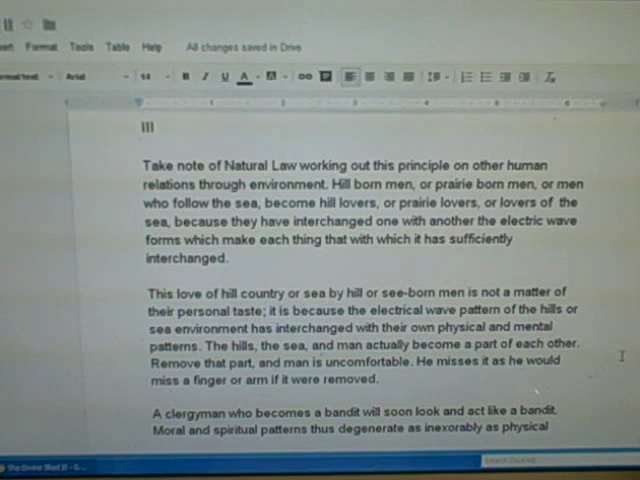 Format Tools Table Help All changes saved in Drive
Arial 14 B I U A A
1 2 3 4 5 6 7
III
Take note of Natural Law working out this principle on other human
relations through environment. Hill born men, or prairie born men, or men
who follow the sea, become hill lovers, or prairie lovers, or lovers of the
sea, because they have interchanged one with another the electric wave
forms which make each thing that with which it has sufficiently
interchanged.
This love of hill country or sea by hill or see-born men is not a matter of
their personal taste; it is because the electrical wave pattern of the hills or
sea environment has interchanged with their own physical and mental
patterns. The hills, the sea, and man actually become a part of each other.
Remove that part, and man is uncomfortable. He misses it as he would
miss a finger or arm if it were removed.
A clergyman who becomes a bandit will soon look and act like a bandit.
Moral and spiritual patterns thus degenerate as inexorably as physical